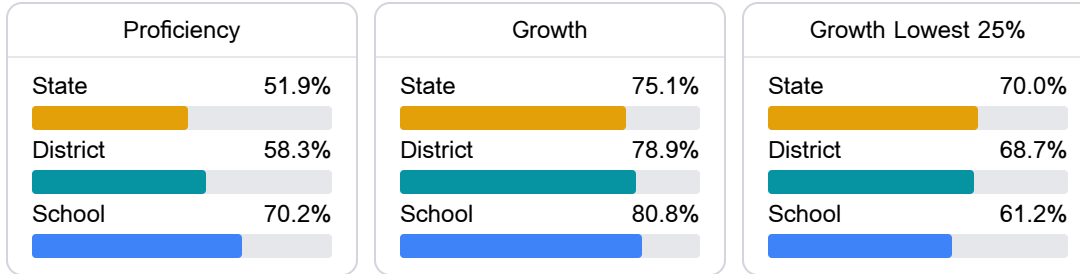 Proficiency
State 51.9%
District 58.3%
School 70.2%
Growth
State 75.1%
District 78.9%
School 80.8%
Growth Lowest 25%
State 70.0%
District 68.7%
School 61.2%